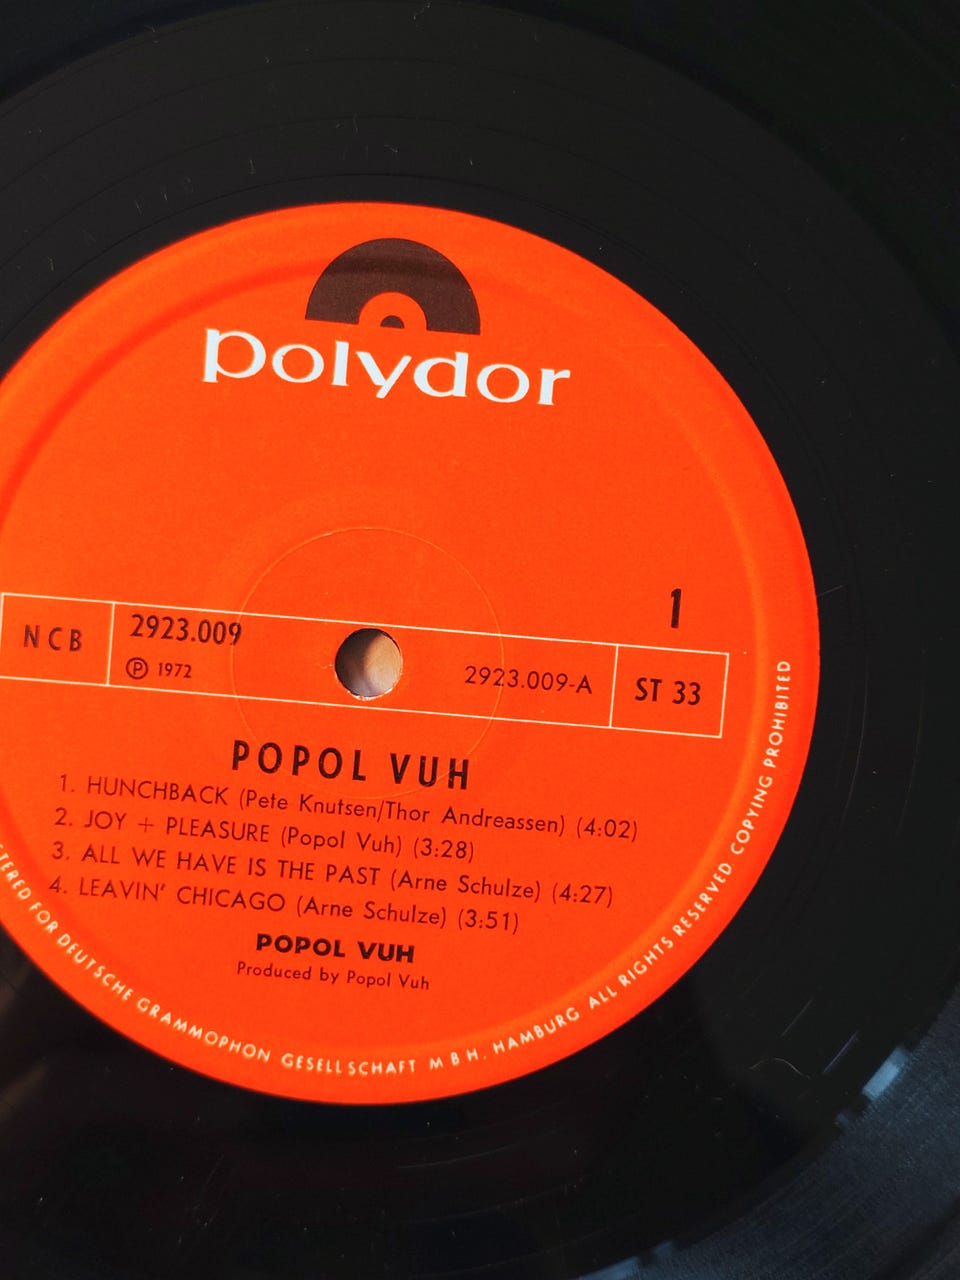 polydor
1
NCB
2923.009
℗ 1972
2923.009-A
ST 33
POPOL VUH
1. HUNCHBACK (Pete Knutsen/Thor Andreassen) (4:02)
2. JOY + PLEASURE (Popol Vuh) (3:28)
3. ALL WE HAVE IS THE PAST (Arne Schulze) (4:27)
4. LEAVIN' CHICAGO (Arne Schulze) (3:51)
POPOL VUH
Produced by Popol Vuh
FOR DEUTSCHE GRAMMOPHON GESELLSCHAFT M B H, HAMBURG ALL RIGHTS RESERVED COPYING PROHIBITED